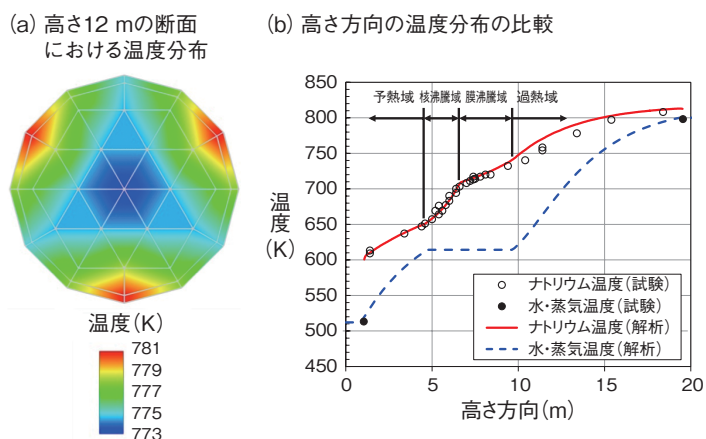 (a) 高さ12 mの断面
における温度分布
温度(K)
781
779
777
775
773
(b) 高さ方向の温度分布の比較
850
800
750
700
650
600
550
500
450
温度
(K)
予熱域
核沸騰域
膜沸騰域
過熱域
ナトリウム温度(試験)
水・蒸気温度(試験)
ナトリウム温度(解析)
水・蒸気温度(解析)
0
5
10
15
20
高さ方向(m)